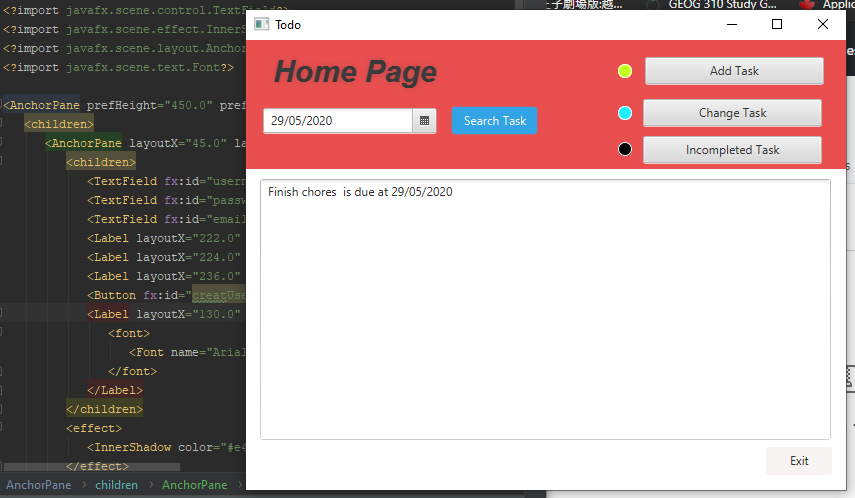 <?import javafx.scene.control.TextField?>
<?import javafx.scene.effect.InnerS
<?import javafx.scene.layout.Anchor
<?import javafx.scene.text.Font?>
<AnchorPane prefHeight="450.0" pref
<children>
<AnchorPane layoutX="45.0" la
<children>
<TextField fx:id="usern
<TextField fx:id="passw
<TextField fx:id="email
<Label layoutX="222.0"
<Label layoutX="224.0"
<Label layoutX="236.0"
<Button fx:id="creatUse
<Label layoutX="130.0"
<font>
<Font name="Arial
</font>
</Label>
</children>
<effect>
<InnerShadow color="#e4
</effect>
AnchorPane › children › AnchorPane ›
Todo
Home Page
29/05/2020
Search Task
Add Task
Change Task
Incompleted Task
Finish chores  is due at 29/05/2020
Exit
子劇場版:越...
GEOG 310 Study G...
Applic
es
s